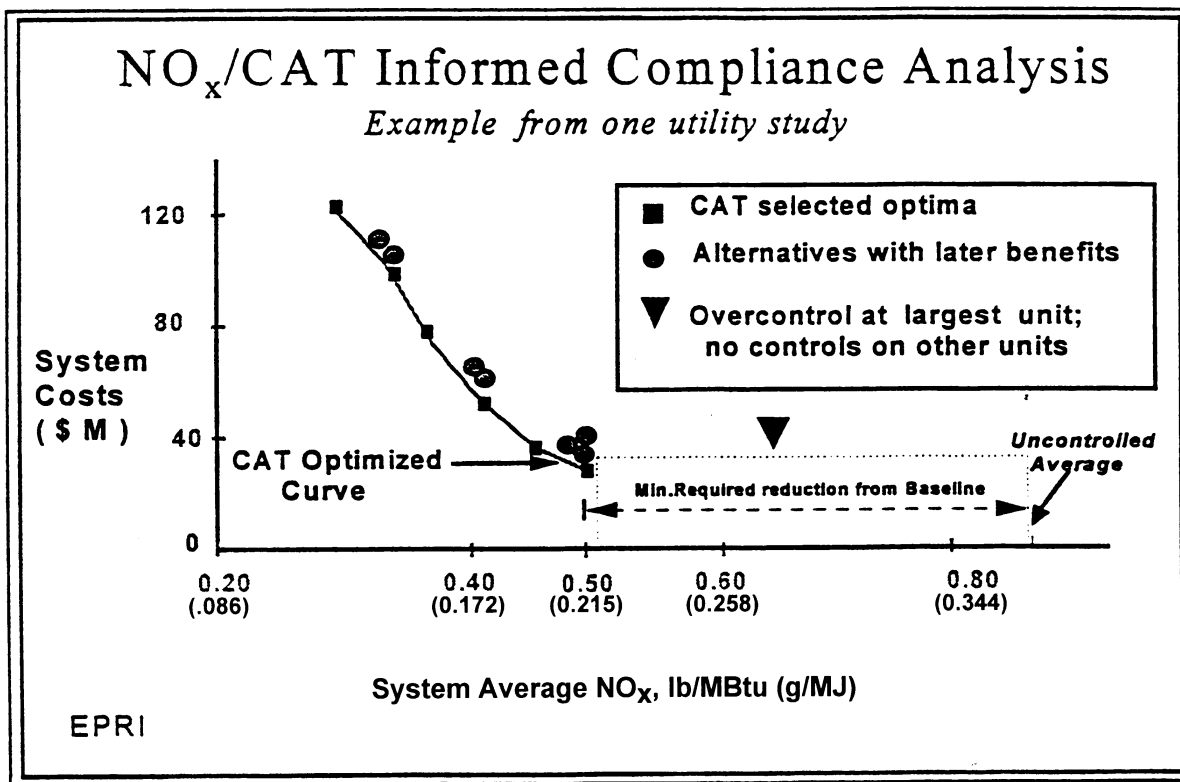 NOx/CAT Informed Compliance Analysis
Example from one utility study
120
80
40
0
System
Costs
( $ M )
CAT selected optima
Alternatives with later benefits
Overcontrol at largest unit;
no controls on other units
CAT Optimized
Curve
Min.Required reduction from Baseline
Uncontrolled
Average
0.20
(.086)
0.40
(0.172)
0.50
(0.215)
0.60
(0.258)
0.80
(0.344)
System Average NOX, lb/MBtu (g/MJ)
EPRI